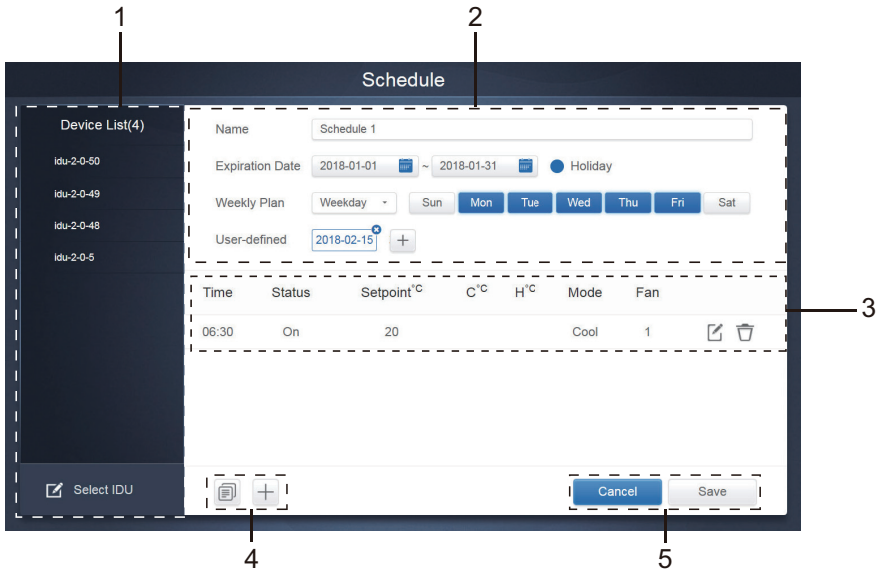 1
2
Schedule
Device List(4)
idu-2-0-50
idu-2-0-49
idu-2-0-48
idu-2-0-5
Select IDU
Name Schedule 1
Expiration Date 2018-01-01 ~ 2018-01-31 Holiday
Weekly Plan Weekday Sun Mon Tue Wed Thu Fri Sat
User-defined 2018-02-15 +
Time Status Setpoint°C C°C H°C Mode Fan
06:30 On 20 Cool 1
3
+
Cancel Save
4
5